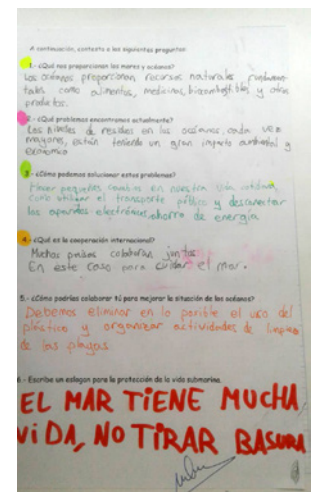 A continuación, contesta a las siguientes preguntas
1.- ¿Qué nos proporcionan los mares y océanos?
Los océanos proporcionan recursos naturales fundamen-
tales como alimentos, medicinas, biocombustibles y otros
productos.
2.- ¿Qué problemas encontramos actualmente?
Los niveles de residuos en los océanos, cada vez
mayores, están teniendo un gran impacto ambiental y
económico
3.- ¿Cómo podemos solucionar estos problemas?
Hacer pequeños cambios en nuestra vida cotidiana,
como utilizar el transporte público y desconectar
los aparatos electrónicos, ahorro de energía
4.- ¿Qué es la cooperación internacional?
Muchos países colaboran juntos.
En este caso para cuidar el mar.
5.- ¿Cómo podrías colaborar tú para mejorar la situación de los océanos?
Debemos eliminar en lo posible el uso del
plástico y organizar actividades de limpieza
de las playas
6.- Escribe un eslogan para la protección de la vida submarina.
EL MAR TIENE MUCHA
ViDA, NO TIRAR BASURA